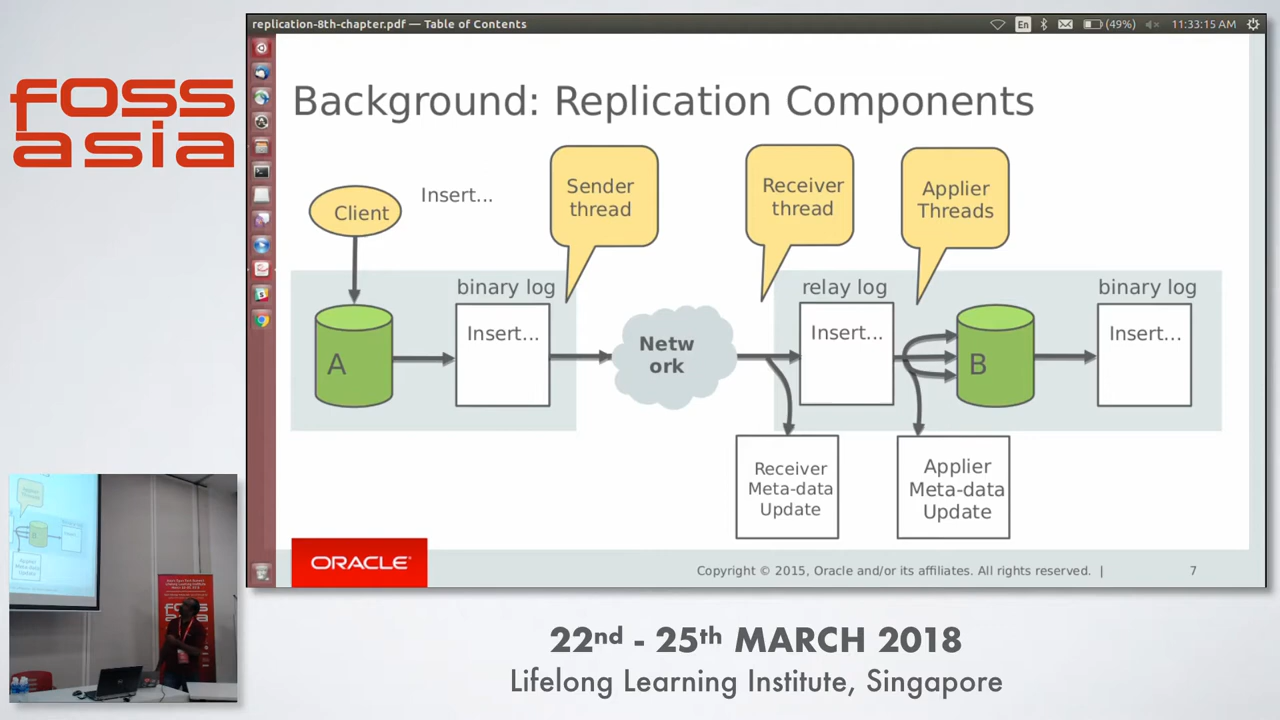 replication-8th-chapter.pdf — Table of Contents
En
(49%)
11:33:15 AM
foss
asia
Background: Replication Components
Client
Insert...
Sender
thread
Receiver
thread
Applier
Threads
binary log
relay log
binary log
A
Insert...
Netw
ork
Insert...
B
Insert...
Receiver
Meta-data
Update
Applier
Meta-data
Update
ORACLE®
Copyright © 2015, Oracle and/or its affiliates. All rights reserved. |
7
22nd - 25th MARCH 2018
Lifelong Learning Institute, Singapore